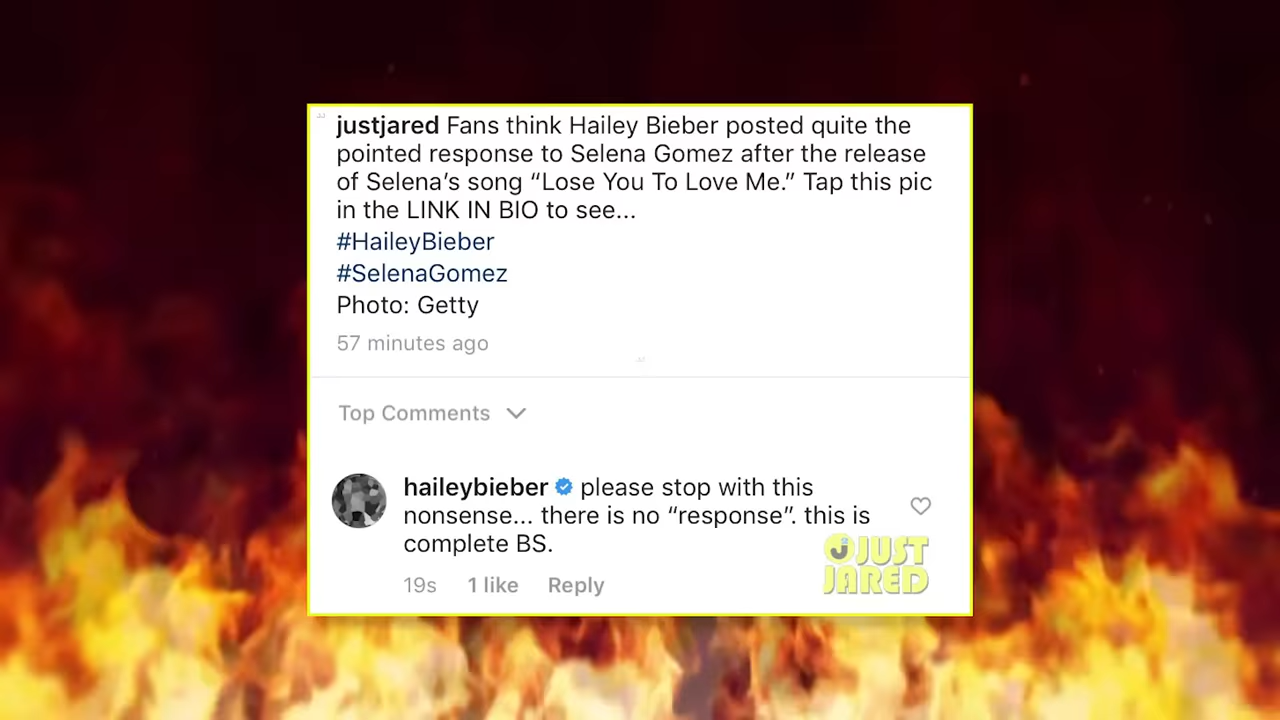 justjared Fans think Hailey Bieber posted quite the
pointed response to Selena Gomez after the release
of Selena’s song “Lose You To Love Me.” Tap this pic
in the LINK IN BIO to see...
#HaileyBieber
#SelenaGomez
Photo: Getty
57 minutes ago
Top Comments
haileybieber please stop with this
nonsense... there is no “response”. this is
complete BS.
19s 1 like Reply
JUST
JARED